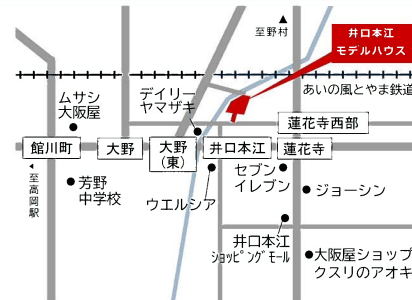 ▲
至野村
井口本江
モデルハウス
あいの風とやま鉄道
デイリー
ヤマザキ
ムサシ
大阪屋
蓮花寺西部
館川町
大野
大野
(東)
井口本江
蓮花寺
▲至高岡駅
芳野
中学校
ウエルシア
セブン
イレブン
ジョーシン
井口本江
ショッピングモール
大阪屋ショップ
クスリのアオキ